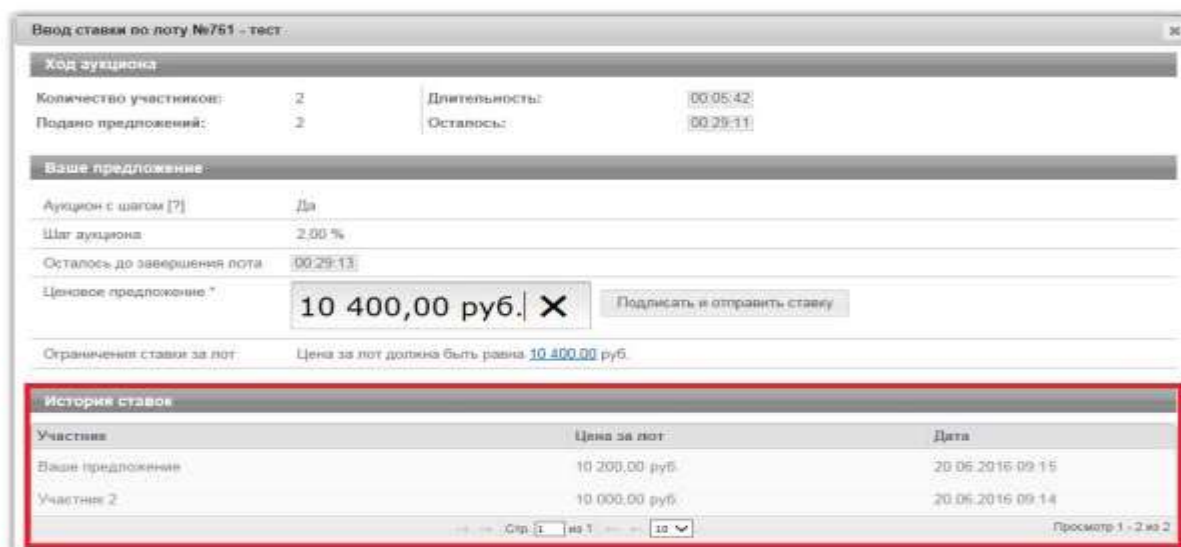 Ввод ставки по лоту №761 - тест
Ход аукциона
Количество участников: 2 Длительность: 00:05:42
Подано предложений: 2 Осталось: 00:29:11
Ваше предложение
Аукцион с шагом [?] Да
Шаг аукциона 2,00 %
Осталось до завершения лота 00:29:13
Ценовое предложение * 10 400,00 руб. Подписать и отправить ставку
Ограничения ставки за лот Цена за лот должна быть равна 10 400,00 руб.
История ставок
Участник Цена за лот Дата
Ваше предложение 10 200,00 руб. 20.06.2016 09:15
Участник 2 10 000,00 руб. 20.06.2016 09:14
Стр. 1 из 1 10 Просмотр 1 - 2 из 2